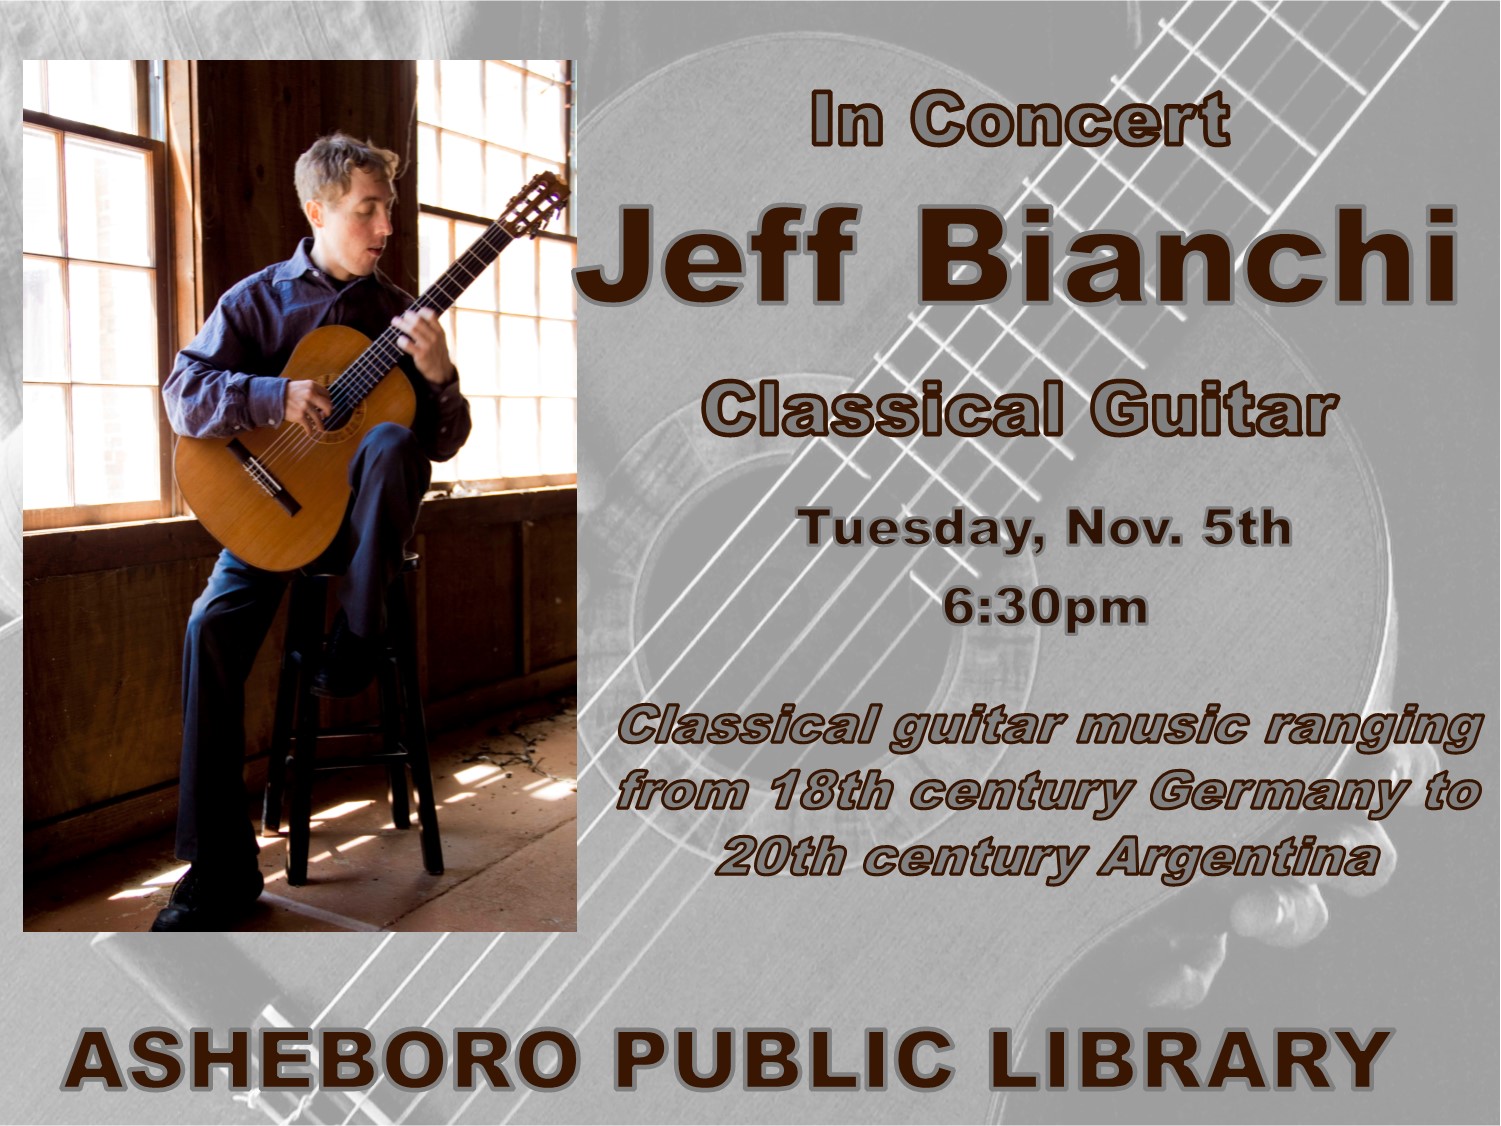 In Concert
Jeff Bianchi
Classical Guitar
Tuesday, Nov. 5th
6:30pm
Classical guitar music ranging
from 18th century Germany to
20th century Argentina
ASHEBORO PUBLIC LIBRARY